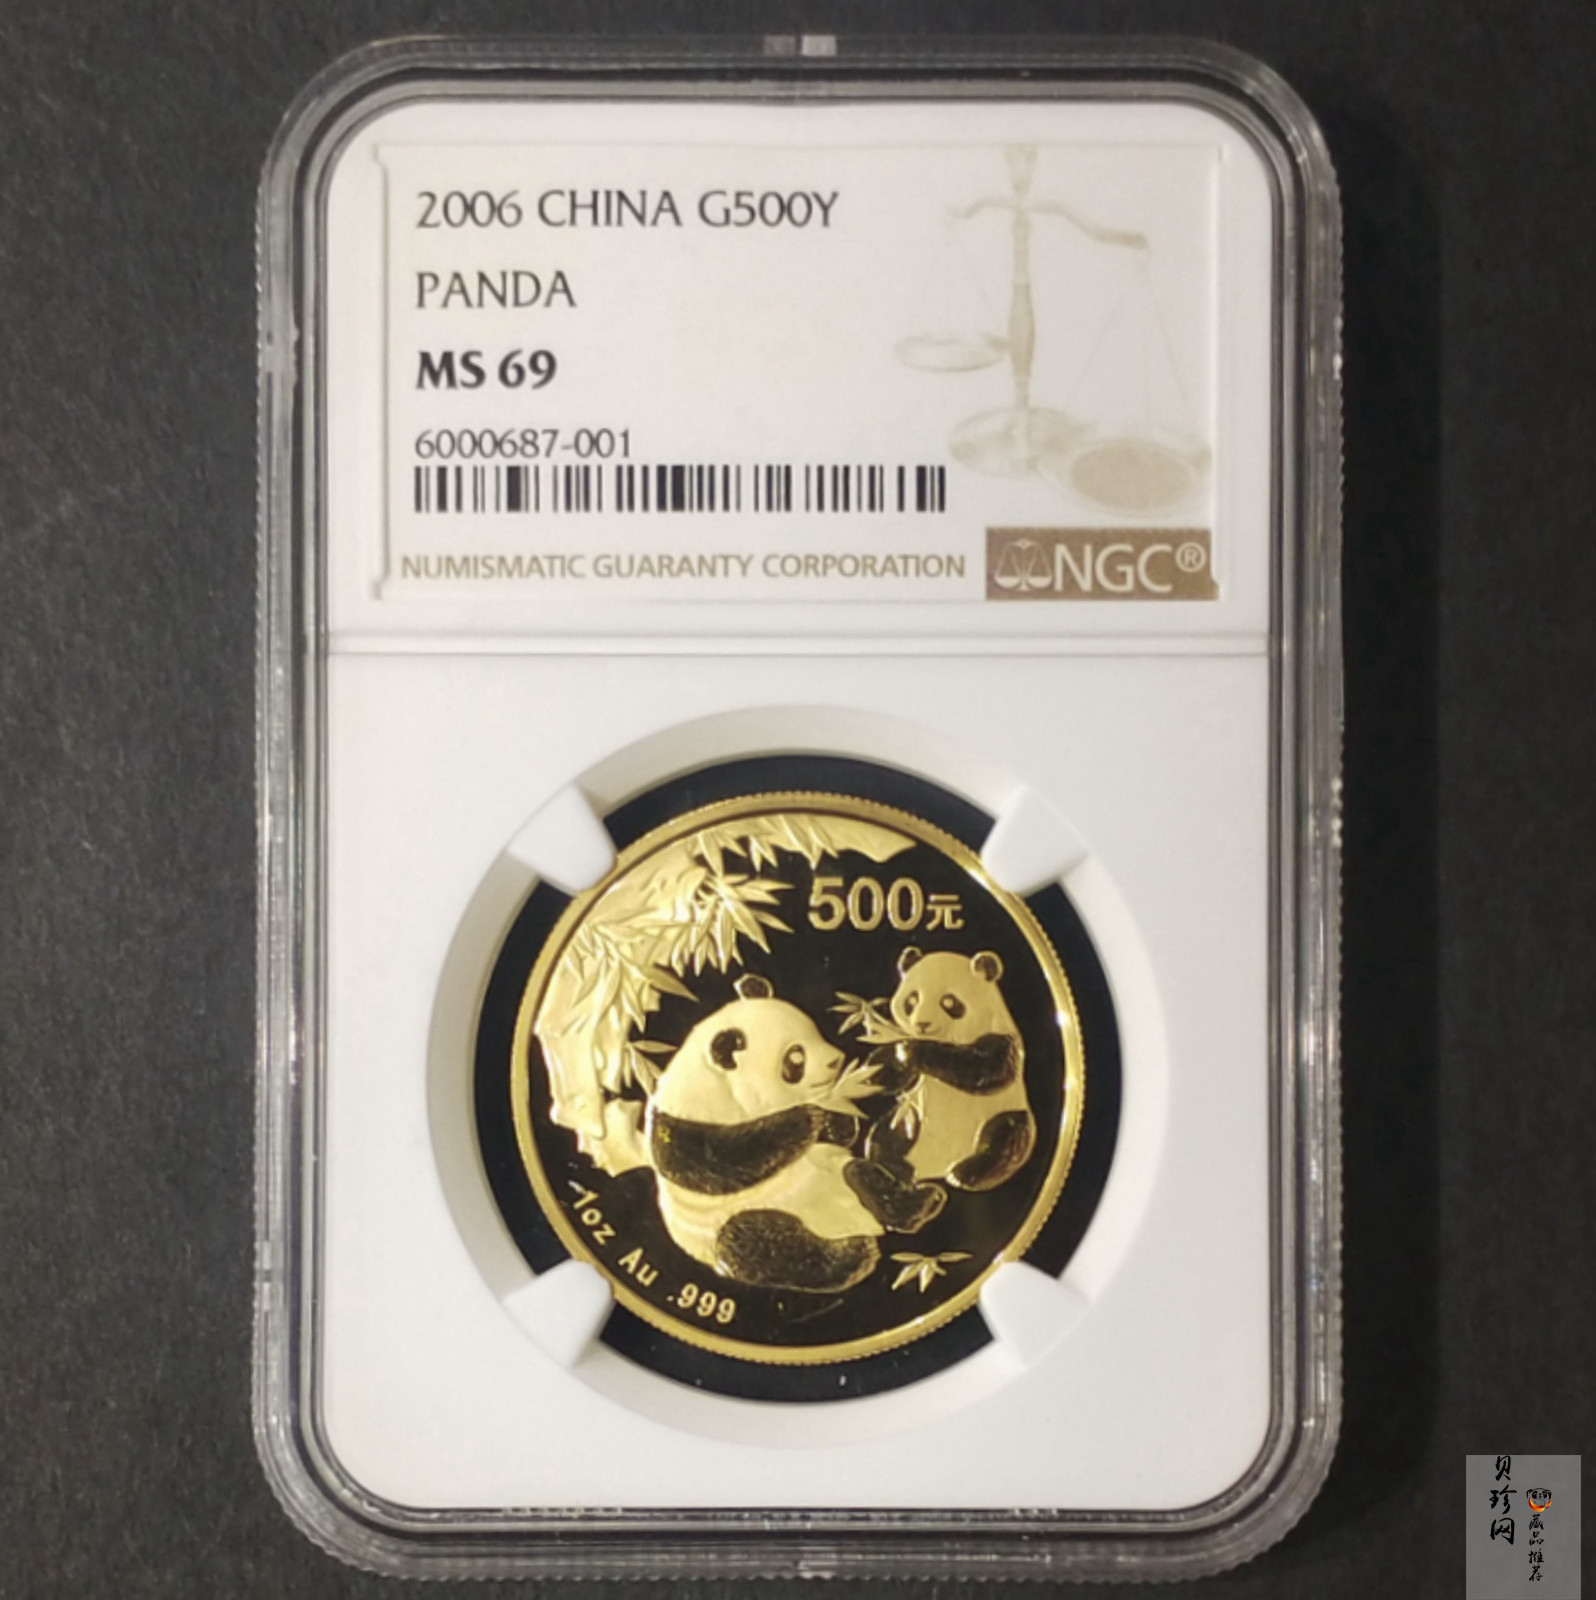 2006 CHINA G500Y
PANDA
MS 69
6000687-001
NUMISMATIC GUARANTY CORPORATION
NGC®
500元
1oz Au .999
贝珍网
藏品推荐